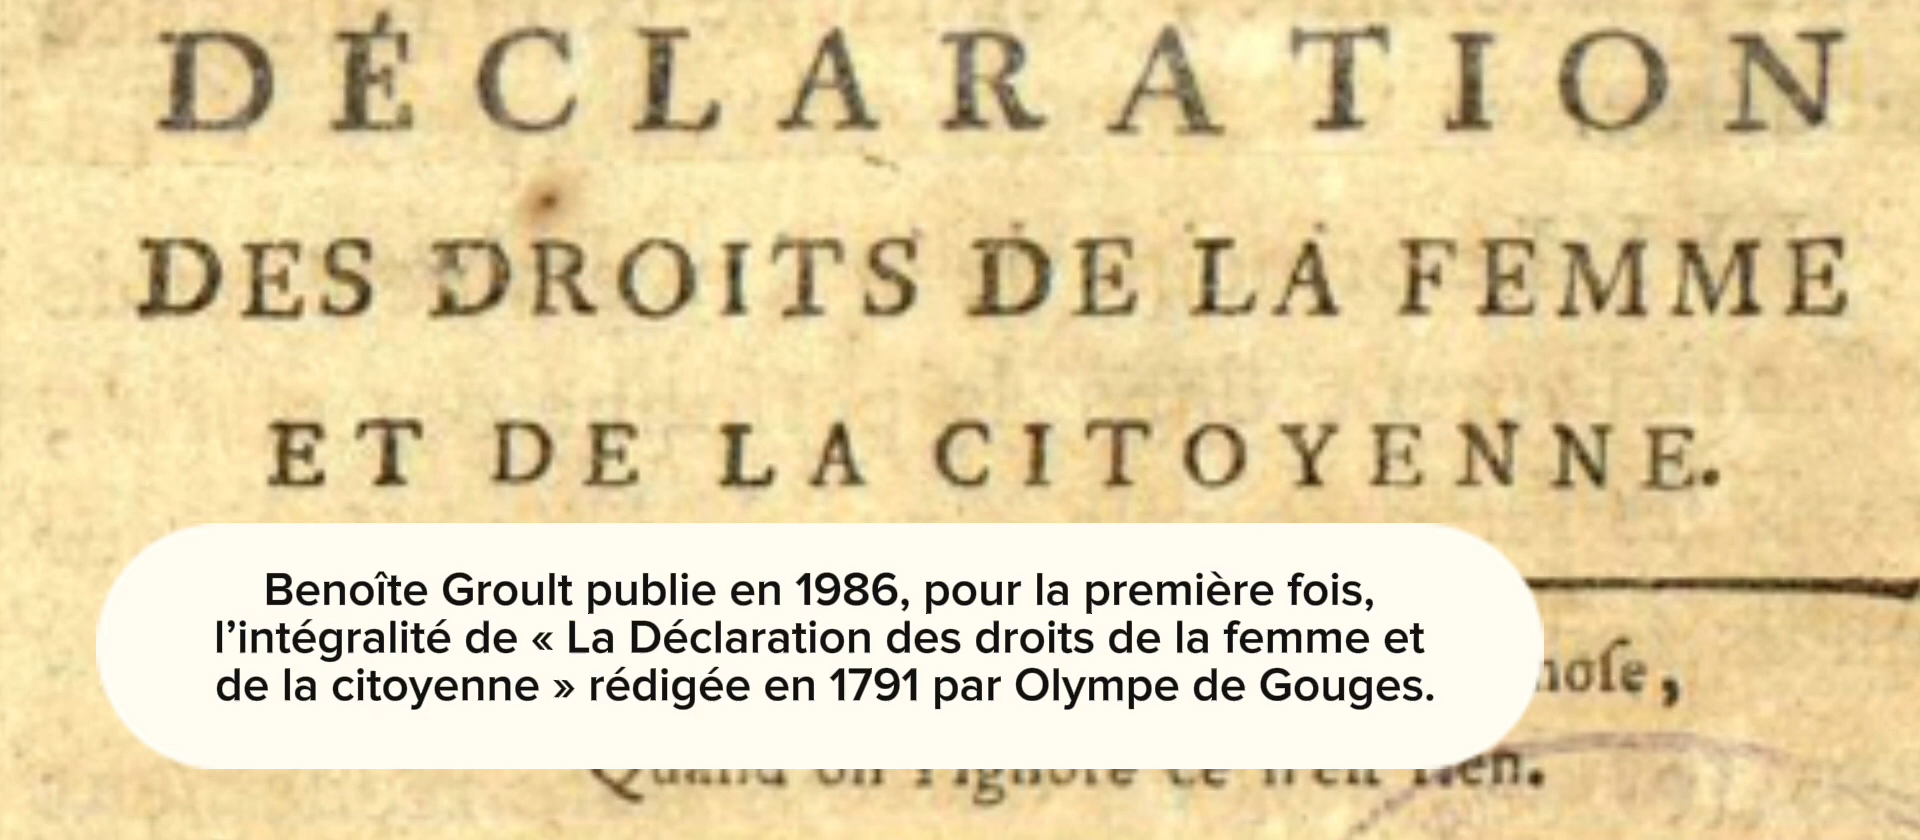 DÉCLARATION
DES DROITS DE LA FEMME
ET DE LA CITOYENNE.
Benoîte Groult publie en 1986, pour la première fois,
l’intégralité de « La Déclaration des droits de la femme et
de la citoyenne » rédigée en 1791 par Olympe de Gouges.